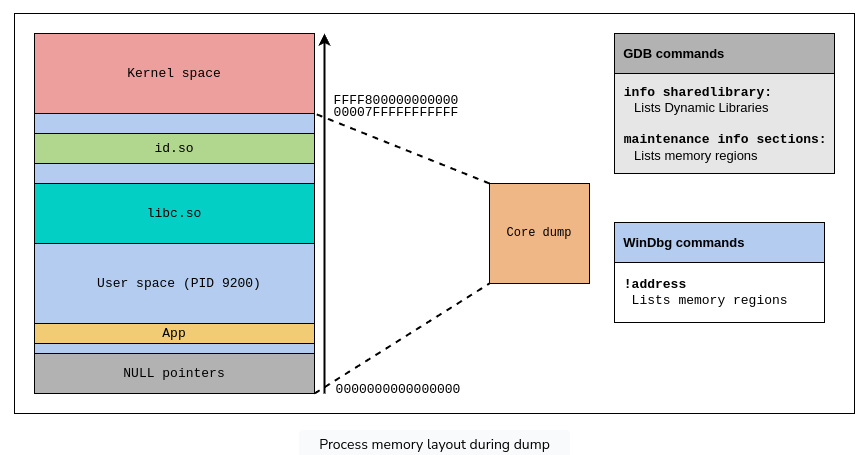 Kernel space
FFFF800000000000
00007FFFFFFFFFFF
id.so
libc.so
User space (PID 9200)
App
NULL pointers
0000000000000000
Core dump
GDB commands
info sharedlibrary:
Lists Dynamic Libraries
maintenance info sections:
Lists memory regions
WinDbg commands
!address
Lists memory regions
Process memory layout during dump